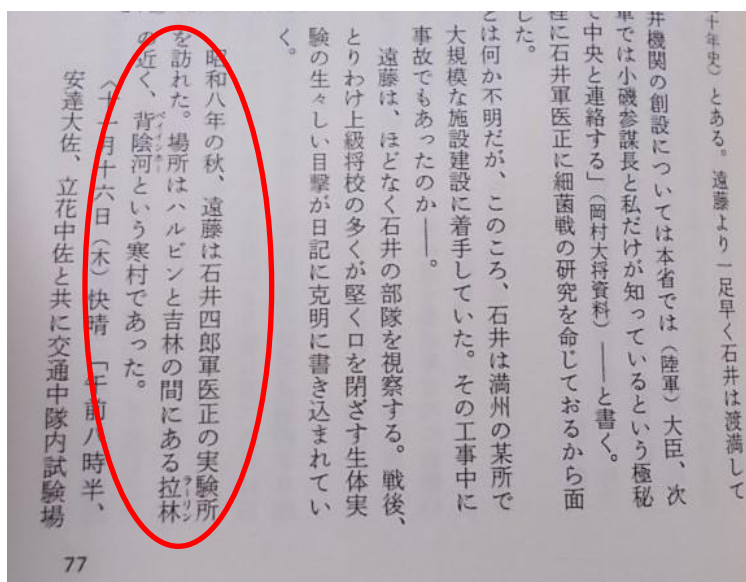 十年史）とある。遠藤より一足早く石井は渡満して
井機関の創設については本省では（陸軍）大臣、次
軍では小磯参謀長と私だけが知っているという極秘
で中央と連絡する」（岡村大将資料）――と書く。
に石井軍医正に細菌戦の研究を命じておるから面
した。
とは何か不明だが、このころ、石井は満州の某所で
大規模な施設建設に着手していた。その工事中に
事故でもあったのか――。
遠藤は、ほどなく石井の部隊を視察する。戦後、
とりわけ上級将校の多くが堅く口を閉ざす生体実
験の生々しい目撃が日記に克明に書き込まれてい
く。
昭和八年の秋、遠藤は石井四郎軍医正の実験所
を訪れた。場所はハルビンと吉林の間にある拉林
の近く、背陰河という寒村であった。
〈十一月十六日（木）快晴　「午前八時半、
安達大佐、立花中佐と共に交通中隊内試験場
77